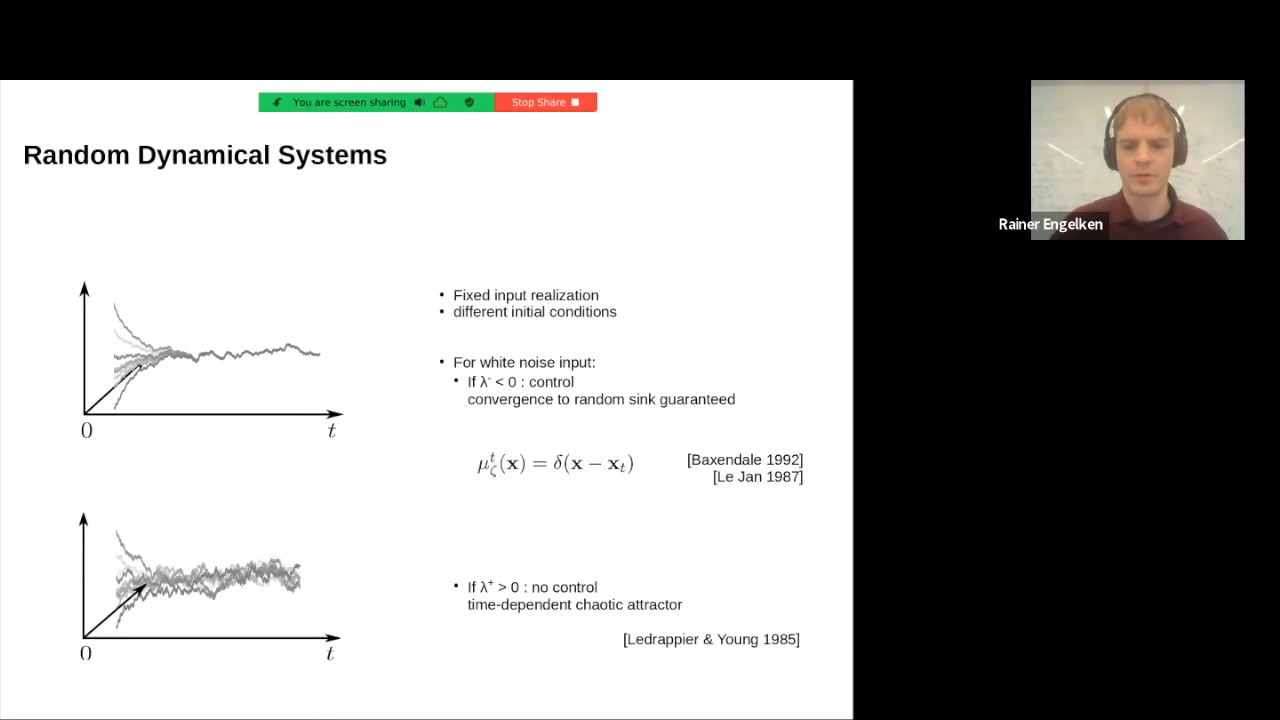 You are screen sharing
Stop Share
Random Dynamical Systems
Rainer Engelken
• Fixed input realization
• different initial conditions
• For white noise input:
• If λ⁻ < 0 : control
convergence to random sink guaranteed
0
t
μ^t_ζ(x) = δ(x − x_t)
[Baxendale 1992]
[Le Jan 1987]
• If λ⁺ > 0 : no control
time-dependent chaotic attractor
[Ledrappier & Young 1985]
0
t